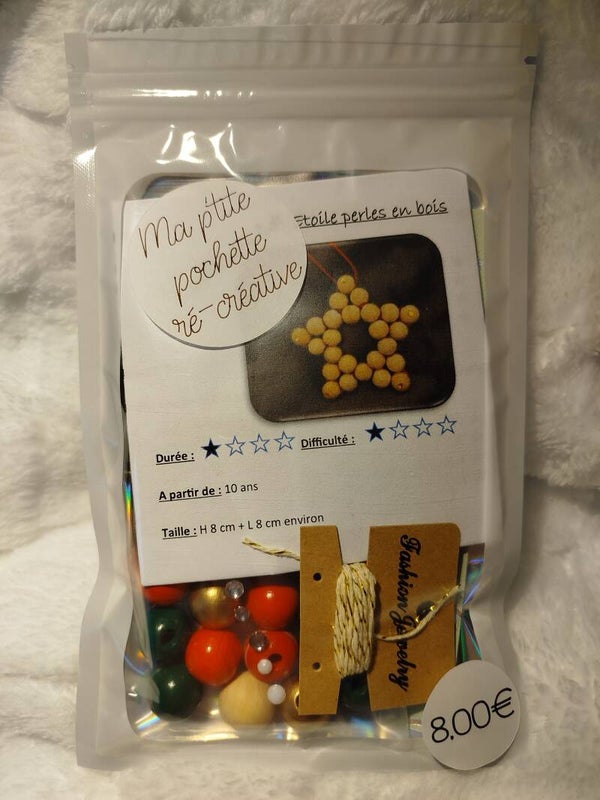 Ma p'tite
pochette
ré-créative
Etoile perles en bois
Durée : Difficulté :
A partir de : 10 ans
Taille : H 8 cm + L 8 cm environ
Fashion Jewelry
8,00€